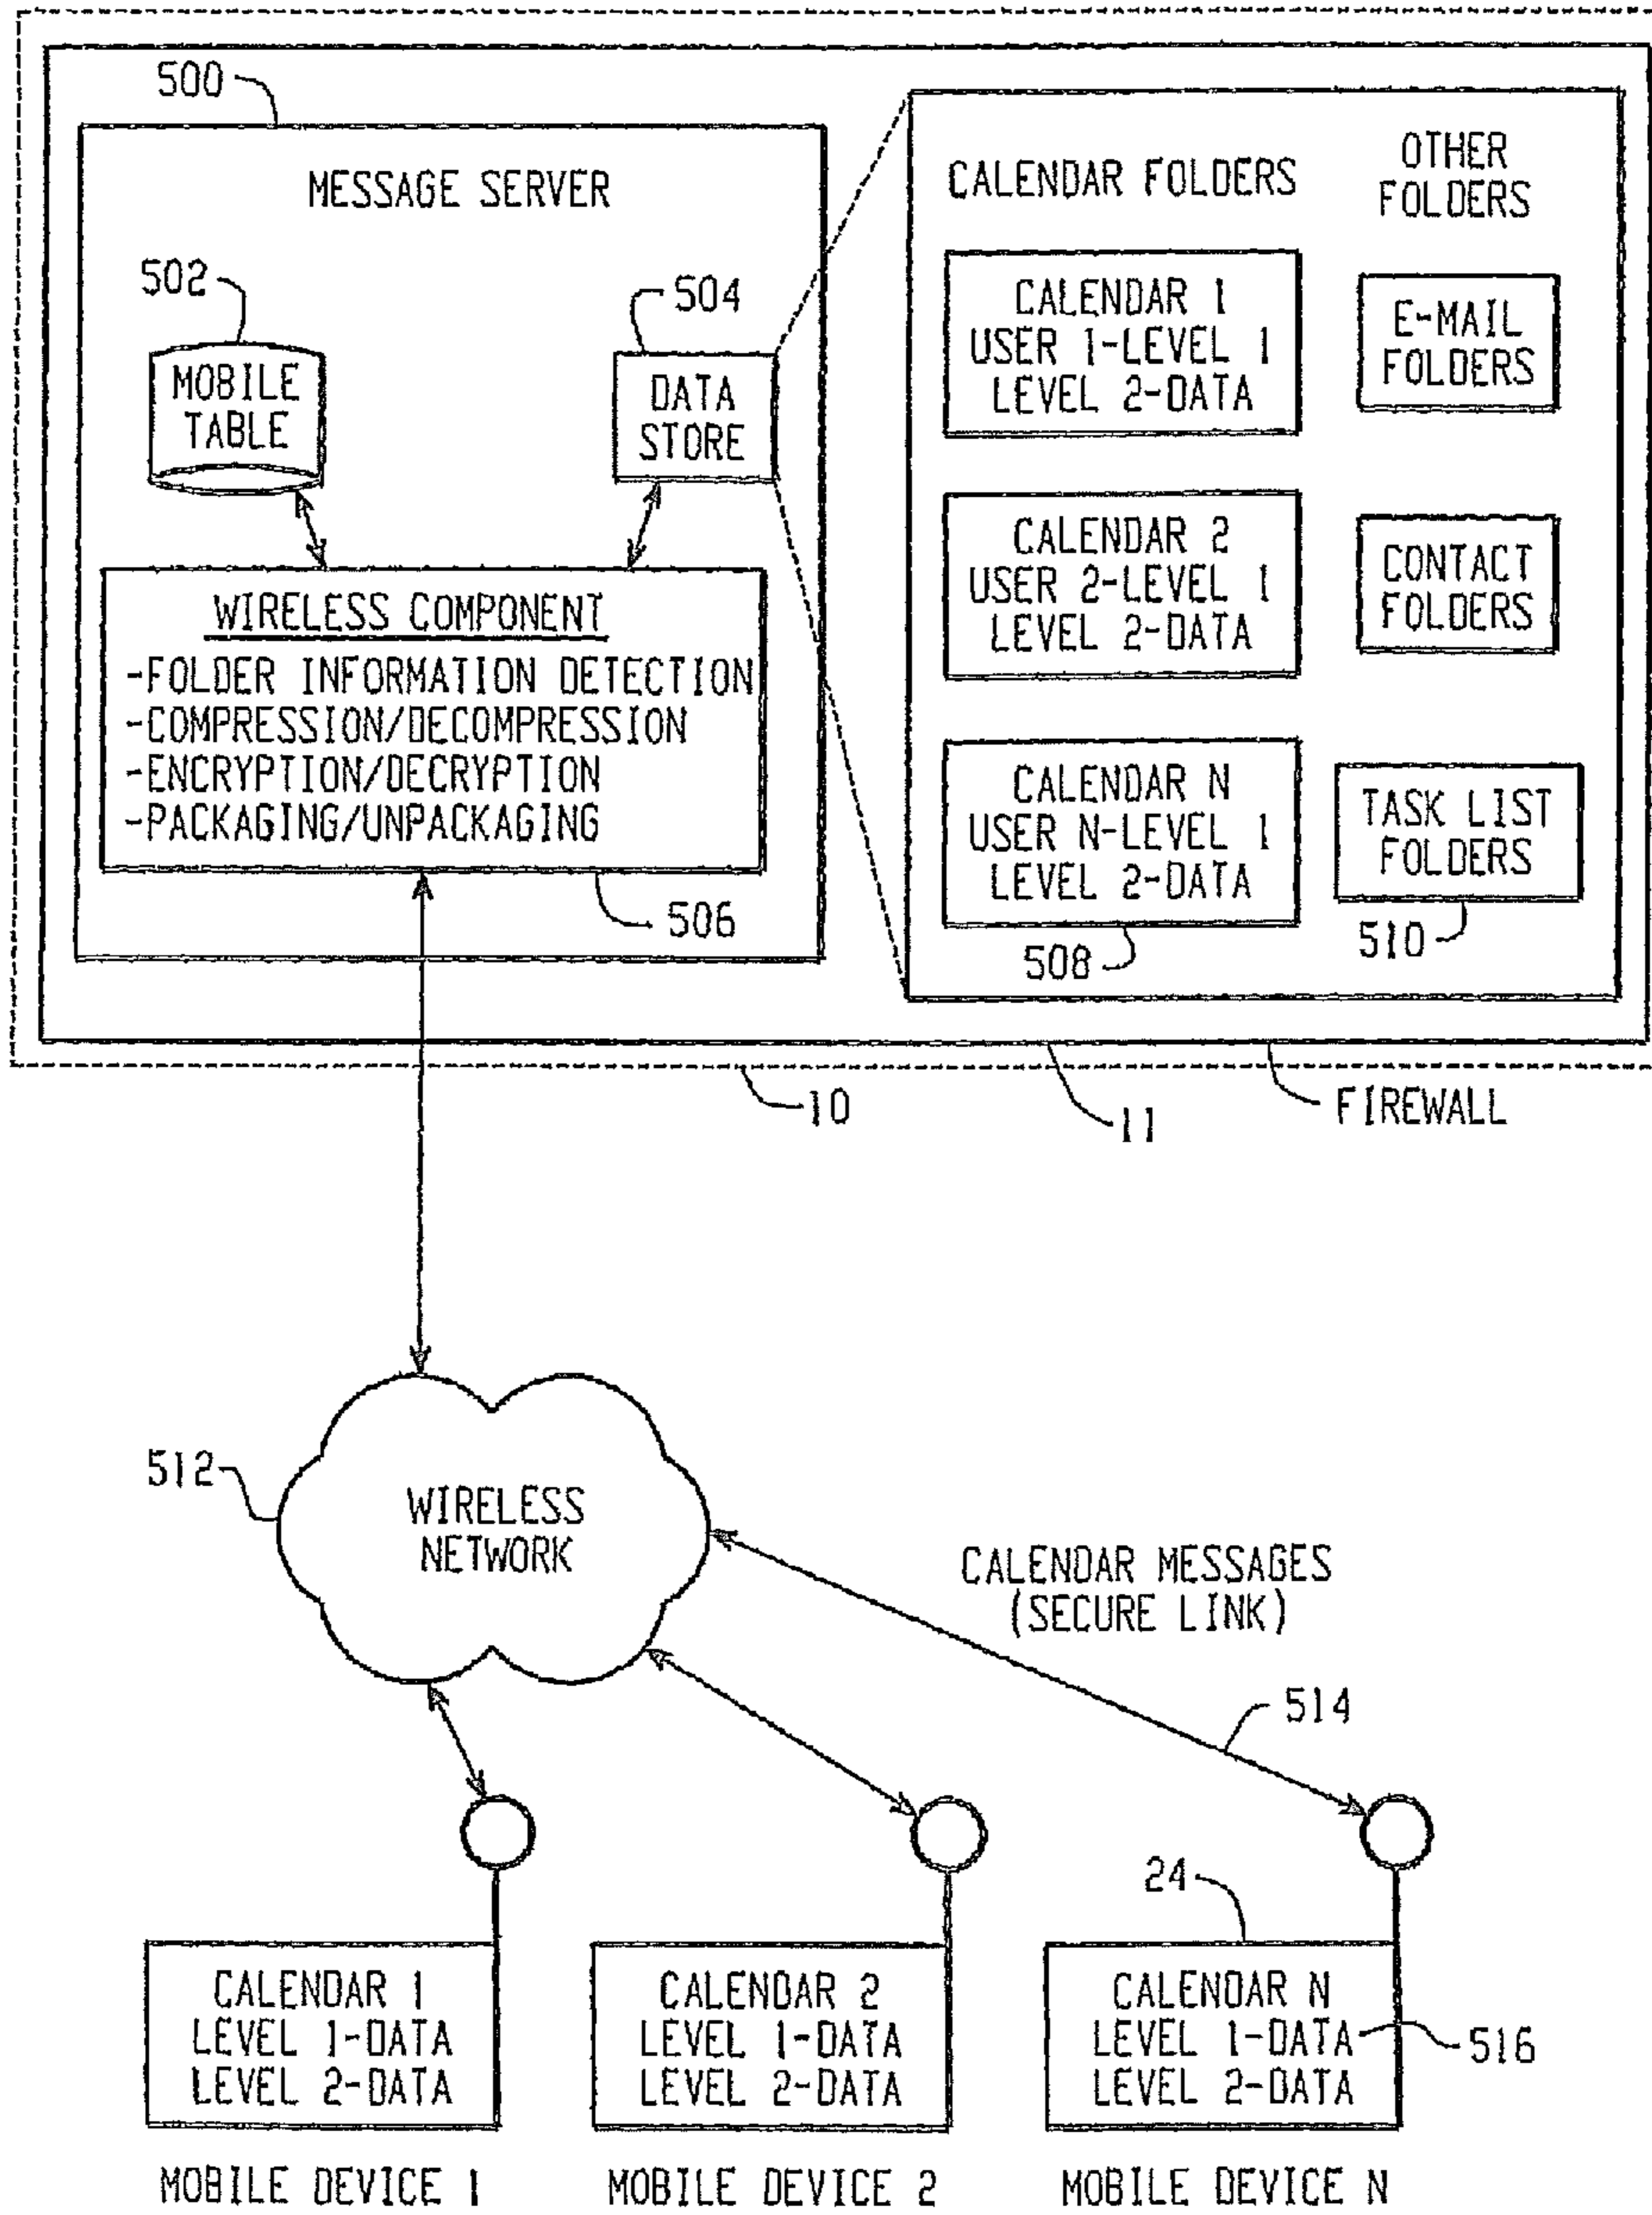 500
MESSAGE SERVER
502
MOBILE
TABLE
504
DATA
STORE
WIRELESS COMPONENT
-FOLDER INFORMATION DETECTION
-COMPRESSION/DECOMPRESSION
-ENCRYPTION/DECRYPTION
-PACKAGING/UNPACKAGING
506
CALENDAR FOLDERS
OTHER
FOLDERS
CALENDAR 1
USER 1-LEVEL 1
LEVEL 2-DATA
E-MAIL
FOLDERS
CALENDAR 2
USER 2-LEVEL 1
LEVEL 2-DATA
CONTACT
FOLDERS
CALENDAR N
USER N-LEVEL 1
LEVEL 2-DATA
TASK LIST
FOLDERS
508
510
10
11
FIREWALL
512
WIRELESS
NETWORK
CALENDAR MESSAGES
(SECURE LINK)
514
24
CALENDAR 1
LEVEL 1-DATA
LEVEL 2-DATA
CALENDAR 2
LEVEL 1-DATA
LEVEL 2-DATA
CALENDAR N
LEVEL 1-DATA
LEVEL 2-DATA
516
MOBILE DEVICE 1
MOBILE DEVICE 2
MOBILE DEVICE N